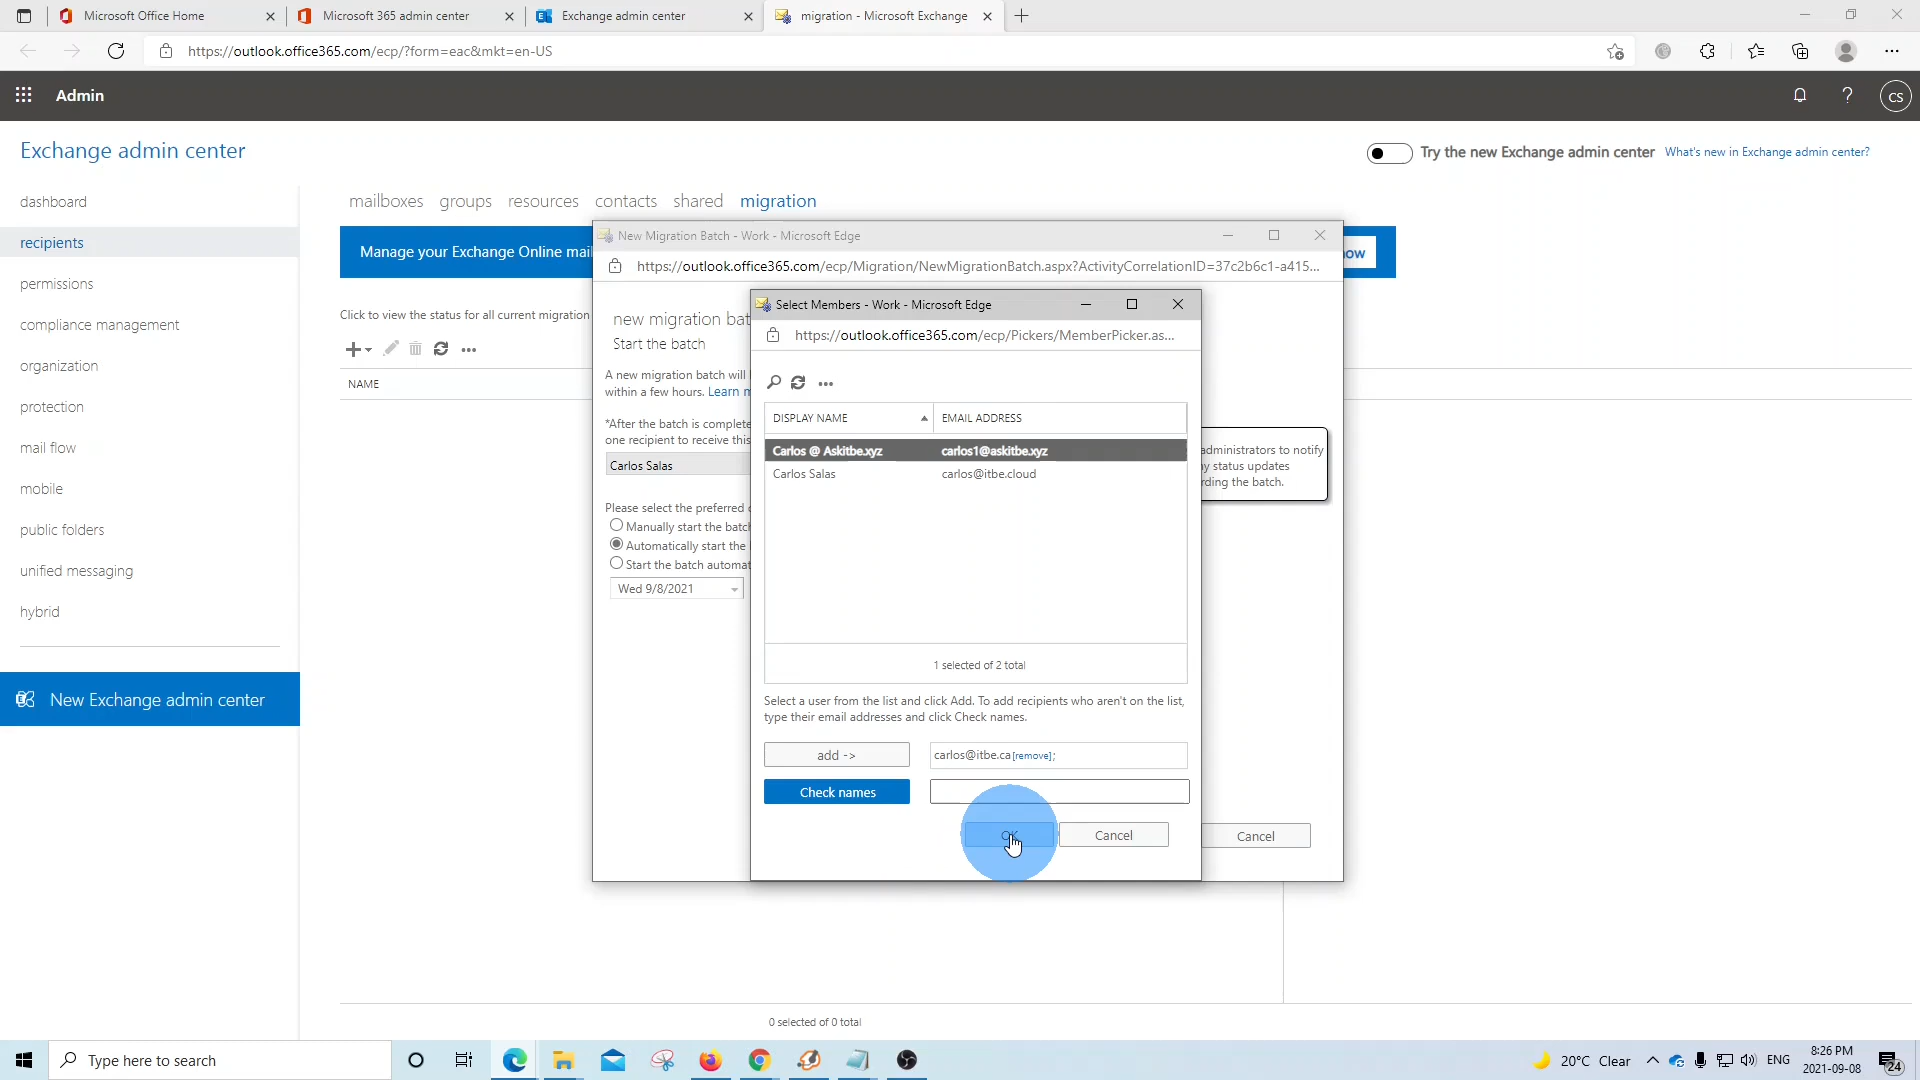 Microsoft Office Home
Microsoft 365 admin center
Exchange admin center
migration - Microsoft Exchange
https://outlook.office365.com/ecp/?form=eac&mkt=en-US
Admin
CS
Exchange admin center
Try the new Exchange admin center
What's new in Exchange admin center?
dashboard
recipients
permissions
compliance management
organization
protection
mail flow
mobile
public folders
unified messaging
hybrid
New Exchange admin center
mailboxes groups resources contacts shared migration
Manage your Exchange Online mail
ow
Click to view the status for all current migration
NAME
0 selected of 0 total
New Migration Batch - Work - Microsoft Edge
https://outlook.office365.com/ecp/Migration/NewMigrationBatch.aspx?ActivityCorrelationID=37c2b6c1-a415...
new migration bat
Start the batch
A new migration batch will
within a few hours. Learn m
*After the batch is complete
one recipient to receive this
Carlos Salas
Please select the preferred
Manually start the batch
Automatically start the
Start the batch automat
Wed 9/8/2021
administrators to notify
y status updates
rding the batch.
Cancel
Select Members - Work - Microsoft Edge
https://outlook.office365.com/ecp/Pickers/MemberPicker.as...
DISPLAY NAME EMAIL ADDRESS
Carlos @ Askitbe.xyz carlos1@askitbe.xyz
Carlos Salas carlos@itbe.cloud
1 selected of 2 total
Select a user from the list and click Add. To add recipients who aren't on the list,
type their email addresses and click Check names.
add ->
carlos@itbe.ca[remove];
Check names
OK
Cancel
Type here to search
20°C Clear
ENG
8:26 PM
2021-09-08
24